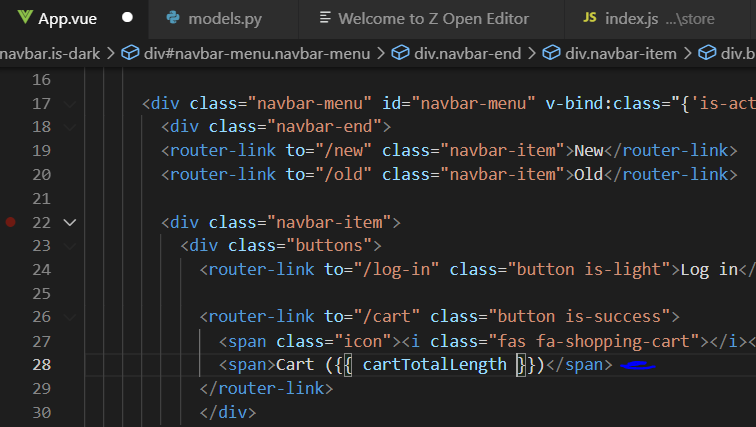 App.vue models.py Welcome to Z Open Editor index.js ...\store
navbar.is-dark > div#navbar-menu.navbar-menu > div.navbar-end > div.navbar-item > div.b
16
17 <div class="navbar-menu" id="navbar-menu" v-bind:class="{'is-act
18 <div class="navbar-end">
19 <router-link to="/new" class="navbar-item">New</router-link>
20 <router-link to="/old" class="navbar-item">Old</router-link>
21
22 <div class="navbar-item">
23 <div class="buttons">
24 <router-link to="/log-in" class="button is-light">Log in</
25
26 <router-link to="/cart" class="button is-success">
27 <span class="icon"><i class="fas fa-shopping-cart"></i><
28 <span>Cart ({{ cartTotalLength }})</span>
29 </router-link>
30 </div>